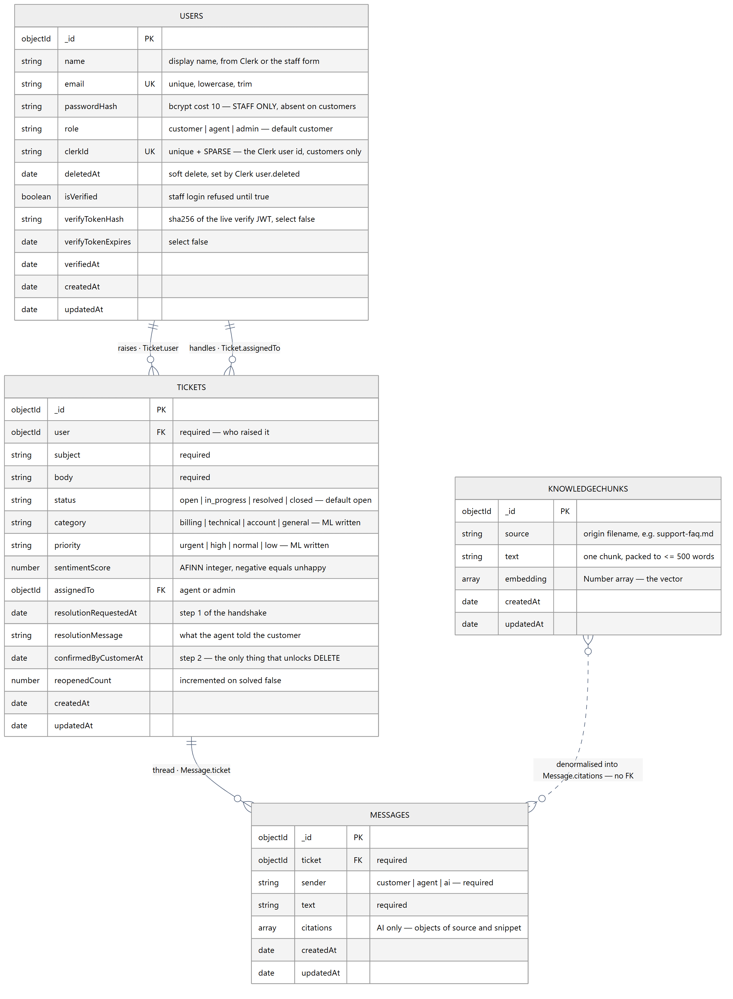 USERS
objectId _id PK
string name display name, from Clerk or the staff form
string email UK unique, lowercase, trim
string passwordHash bcrypt cost 10 — STAFF ONLY, absent on customers
string role customer | agent | admin — default customer
string clerkId UK unique + SPARSE — the Clerk user id, customers only
date deletedAt soft delete, set by Clerk user.deleted
boolean isVerified staff login refused until true
string verifyTokenHash sha256 of the live verify JWT, select false
date verifyTokenExpires select false
date verifiedAt
date createdAt
date updatedAt
raises · Ticket.user
handles · Ticket.assignedTo
TICKETS
objectId _id PK
objectId user FK required — who raised it
string subject required
string body required
string status open | in_progress | resolved | closed — default open
string category billing | technical | account | general — ML written
string priority urgent | high | normal | low — ML written
number sentimentScore AFINN integer, negative equals unhappy
objectId assignedTo FK agent or admin
date resolutionRequestedAt step 1 of the handshake
string resolutionMessage what the agent told the customer
date confirmedByCustomerAt step 2 — the only thing that unlocks DELETE
number reopenedCount incremented on solved false
date createdAt
date updatedAt
KNOWLEDGECHUNKS
objectId _id PK
string source origin filename, e.g. support-faq.md
string text one chunk, packed to <= 500 words
array embedding Number array — the vector
date createdAt
date updatedAt
thread · Message.ticket
denormalised into
Message.citations — no FK
MESSAGES
objectId _id PK
objectId ticket FK required
string sender customer | agent | ai — required
string text required
array citations AI only — objects of source and snippet
date createdAt
date updatedAt